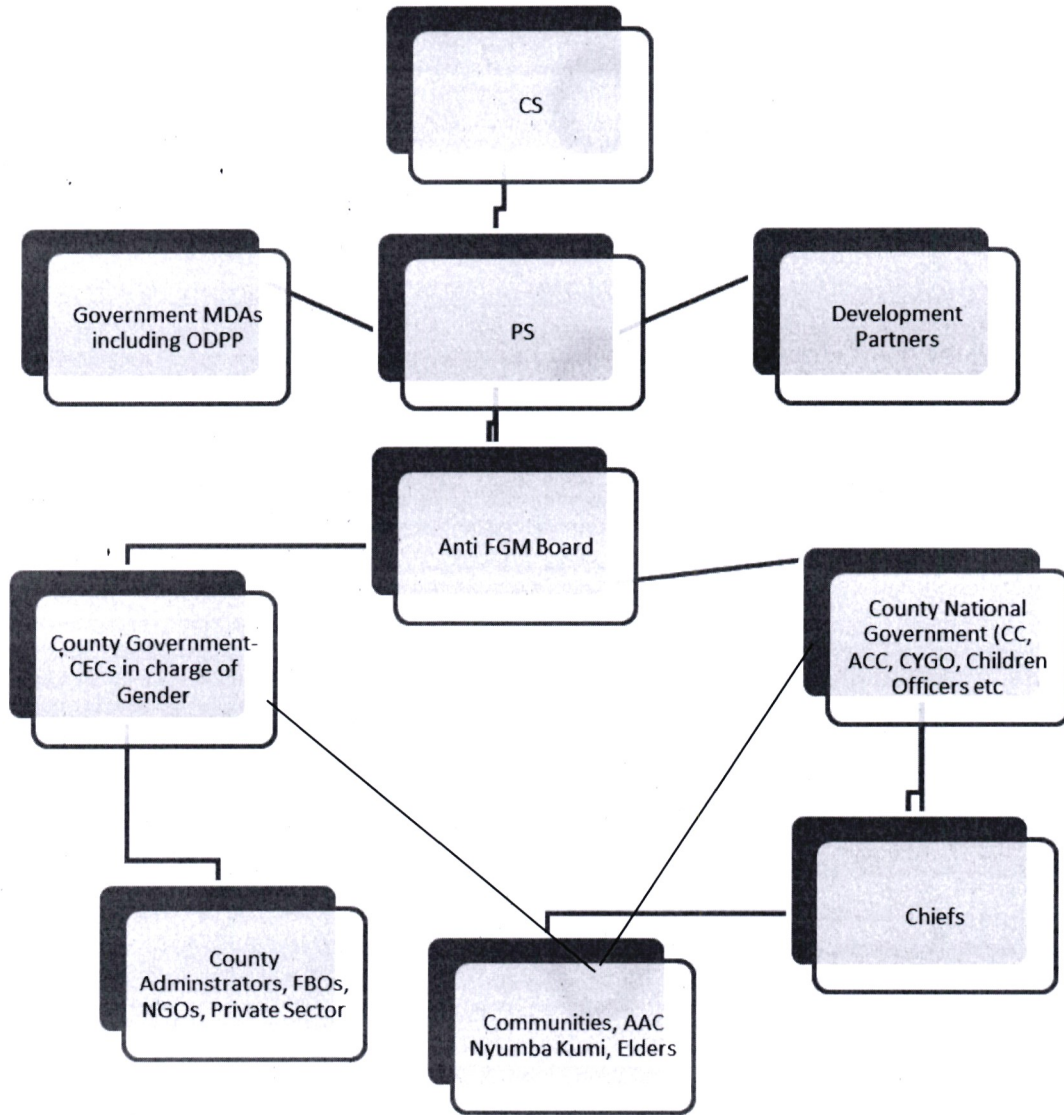 CS
Government MDAs
including ODPP
PS
Development
Partners
Anti FGM Board
County Government-
CECs in charge of
Gender
County National
Government (CC,
ACC, CYGO, Children
Officers etc
Chiefs
County
Adminstrators, FBOs,
NGOs, Private Sector
Communities, AAC
Nyumba Kumi, Elders